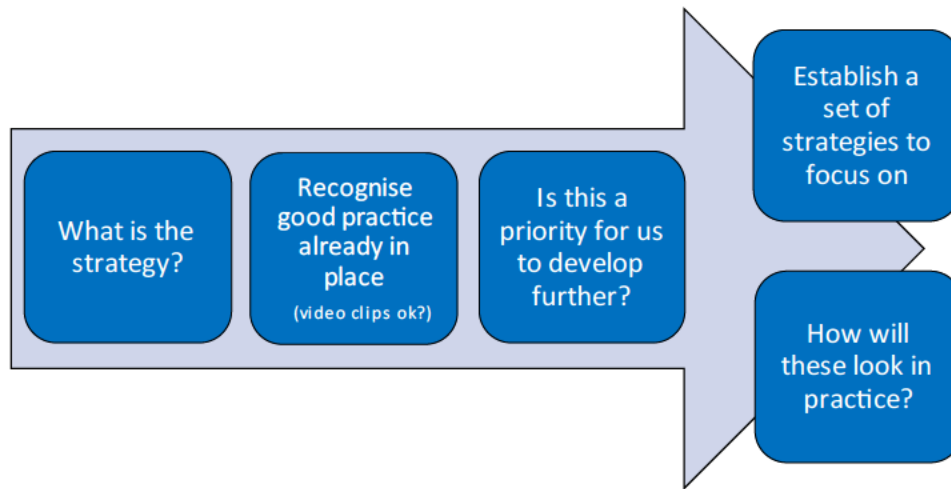 What is the
strategy?
Recognise
good practice
already in
place
(video clips ok?)
Is this a
priority for us
to develop
further?
Establish a
set of
strategies to
focus on
How will
these look in
practice?